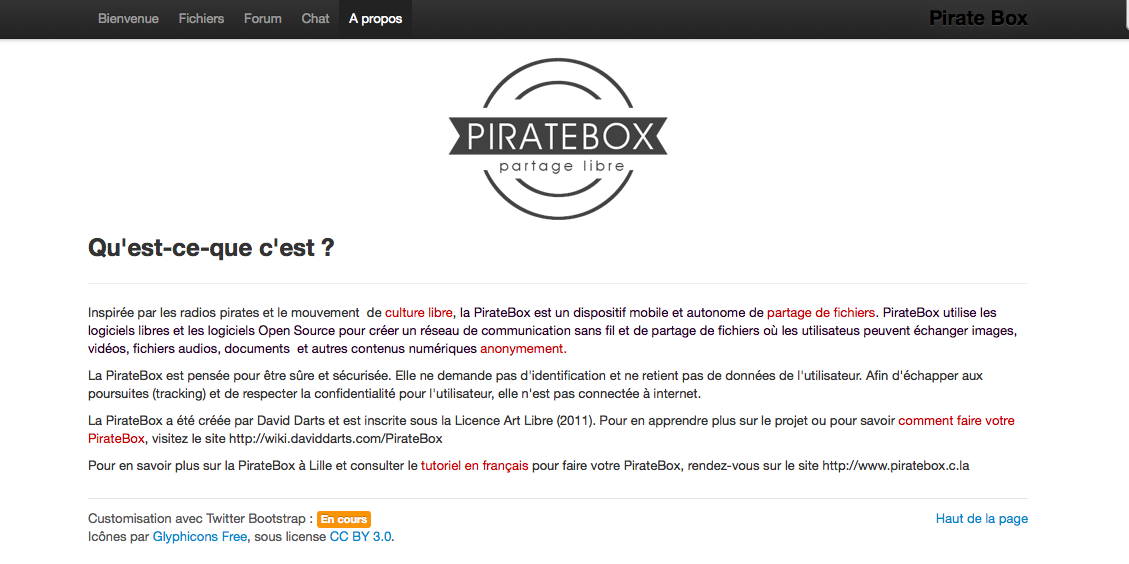 Bienvenue Fichiers Forum Chat A propos Pirate Box
PIRATEBOX
partage libre
Qu'est-ce-que c'est ?
Inspirée par les radios pirates et le mouvement de culture libre, la PirateBox est un dispositif mobile et autonome de partage de fichiers. PirateBox utilise les
logiciels libres et les logiciels Open Source pour créer un réseau de communication sans fil et de partage de fichiers où les utilisateus peuvent échanger images,
vidéos, fichiers audios, documents et autres contenus numériques anonymement.
La PirateBox est pensée pour être sûre et sécurisée. Elle ne demande pas d'identification et ne retient pas de données de l'utilisateur. Afin d'échapper aux
poursuites (tracking) et de respecter la confidentialité pour l'utilisateur, elle n'est pas connectée à internet.
La PirateBox a été créée par David Darts et est inscrite sous la Licence Art Libre (2011). Pour en apprendre plus sur le projet ou pour savoir comment faire votre
PirateBox, visitez le site http://wiki.daviddarts.com/PirateBox
Pour en savoir plus sur la PirateBox à Lille et consulter le tutoriel en français pour faire votre PirateBox, rendez-vous sur le site http://www.piratebox.c.la
Customisation avec Twitter Bootstrap : En cours Haut de la page
Icônes par Glyphicons Free, sous license CC BY 3.0.